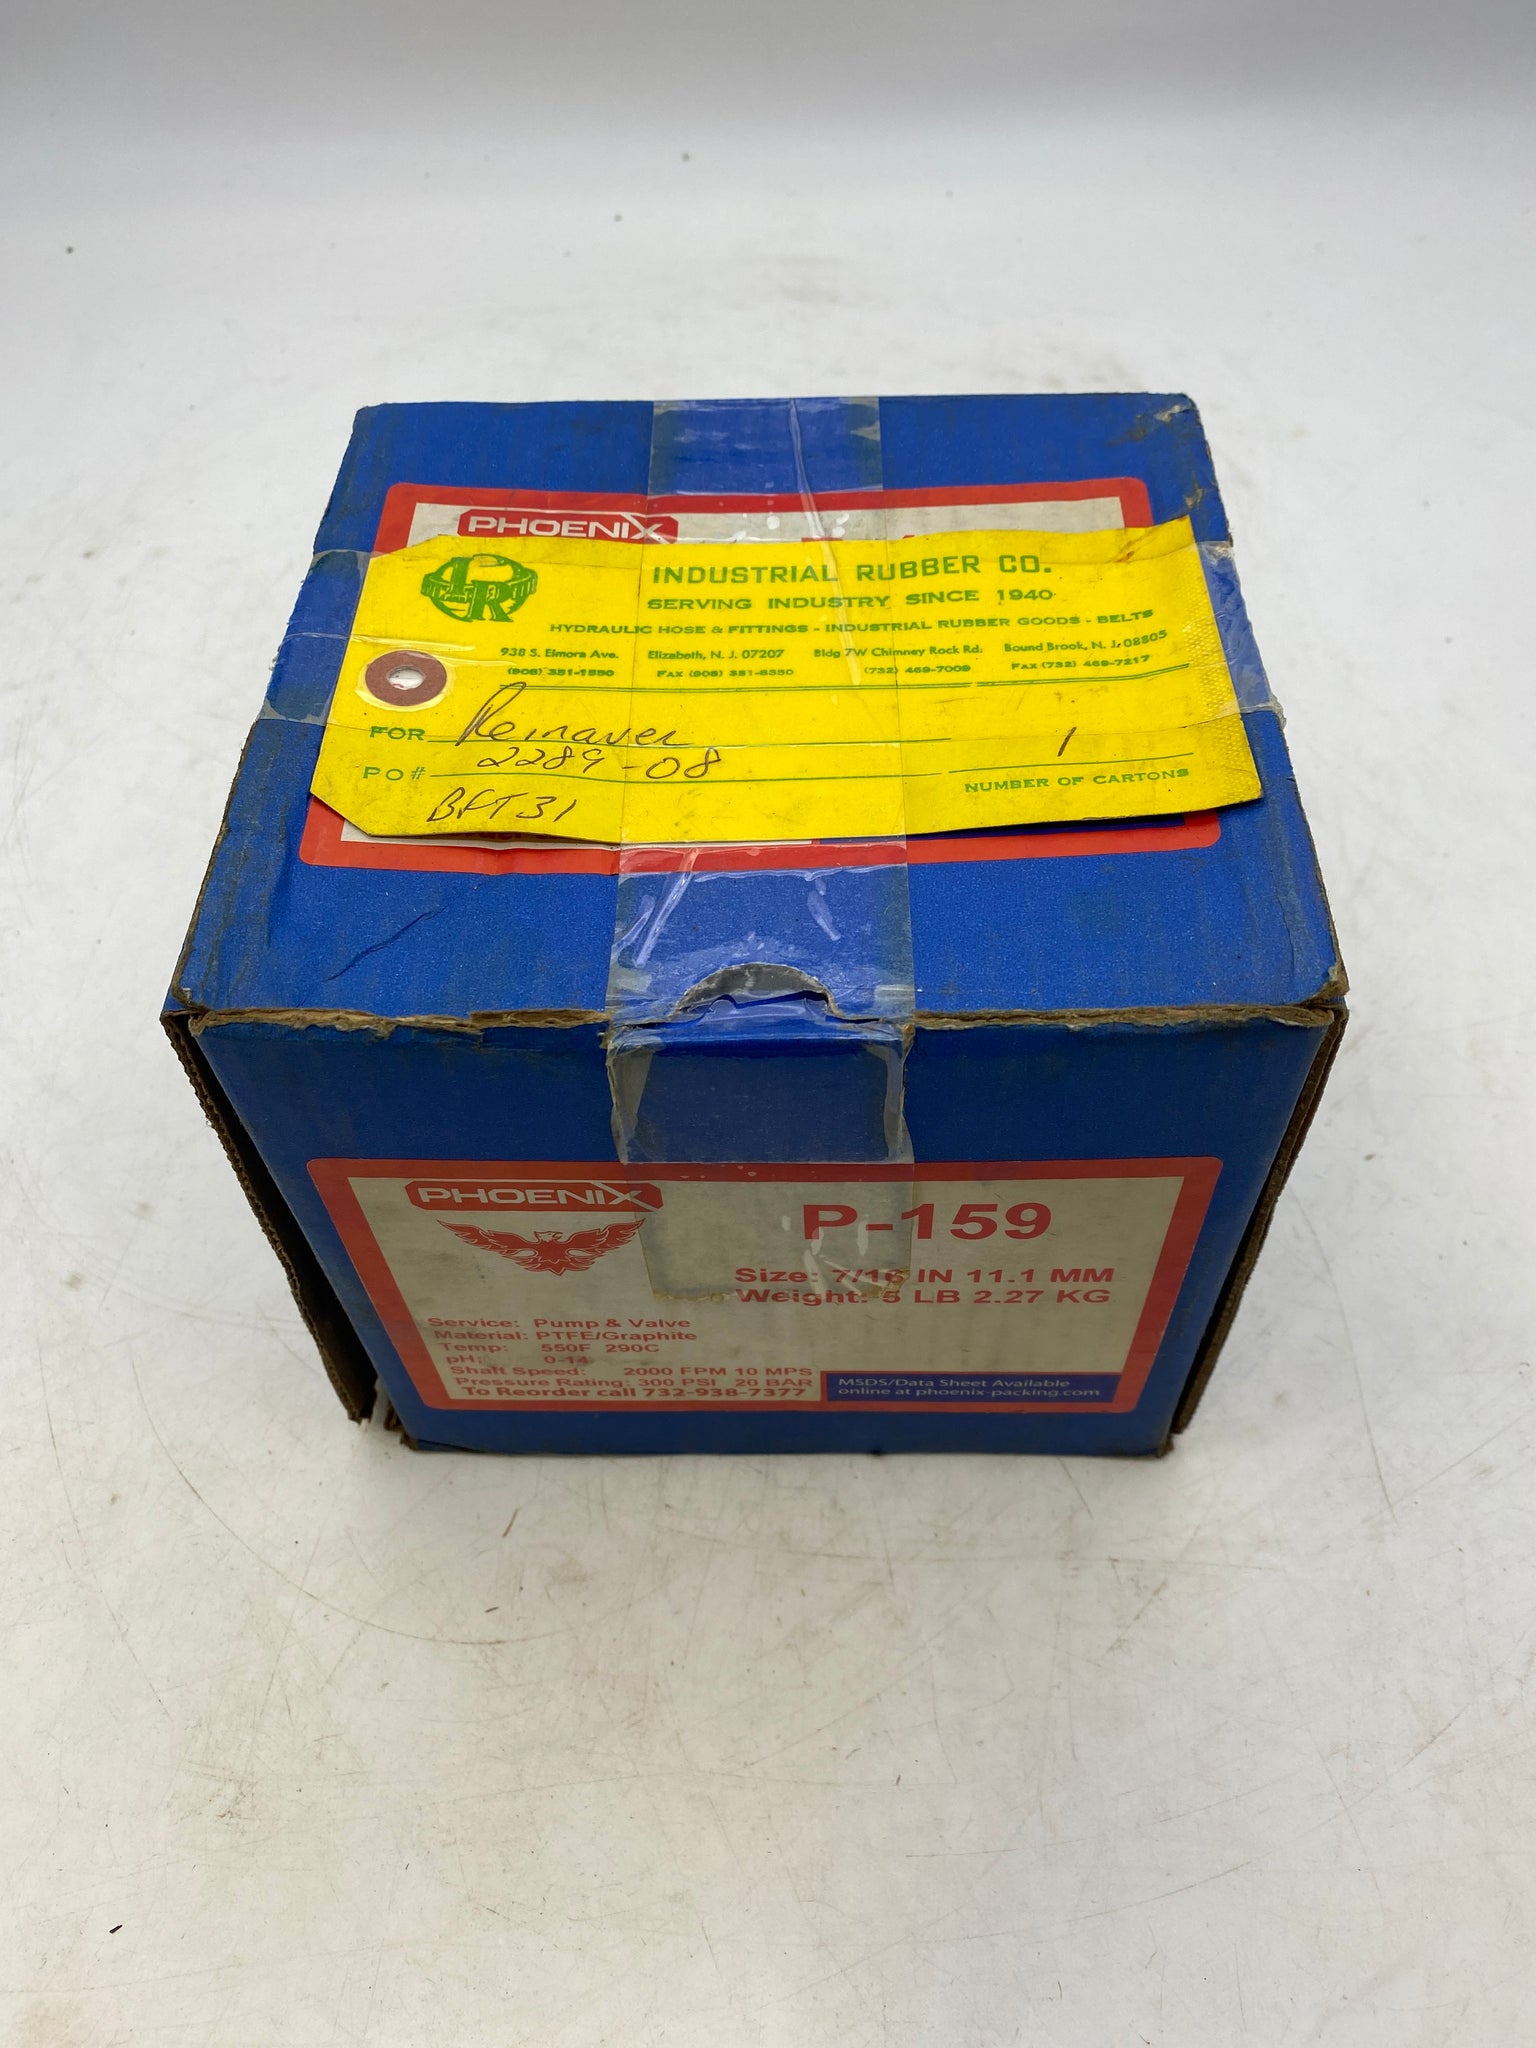 PHOENIX
INDUSTRIAL RUBBER CO.
SERVING INDUSTRY SINCE 1940
HYDRAULIC HOSE & FITTINGS - INDUSTRIAL RUBBER GOODS - BELTS
938 S. Elmora Ave. Elizabeth, N. J. 07207 Bldg 7W Chimney Rock Rd. Bound Brook, N. J. 08805
(908) 351-1550 FAX (908) 351-8350 (732) 469-7009 FAX (732) 469-7217
FOR Reinauer 1
PO# 2289-08 NUMBER OF CARTONS
BFT31
PHOENIX
P-159
Size: 7/16 IN 11.1 MM
Weight: 5 LB 2.27 KG
Service: Pump & Valve
Material: PTFE/Graphite
Temp: 550F 290C
pH: 0-14
Shaft Speed: 2000 FPM 10 MPS
Pressure Rating: 300 PSI 20 BAR
To Reorder call 732-938-7377
MSDS/Data Sheet Available
online at phoenix-packing.com